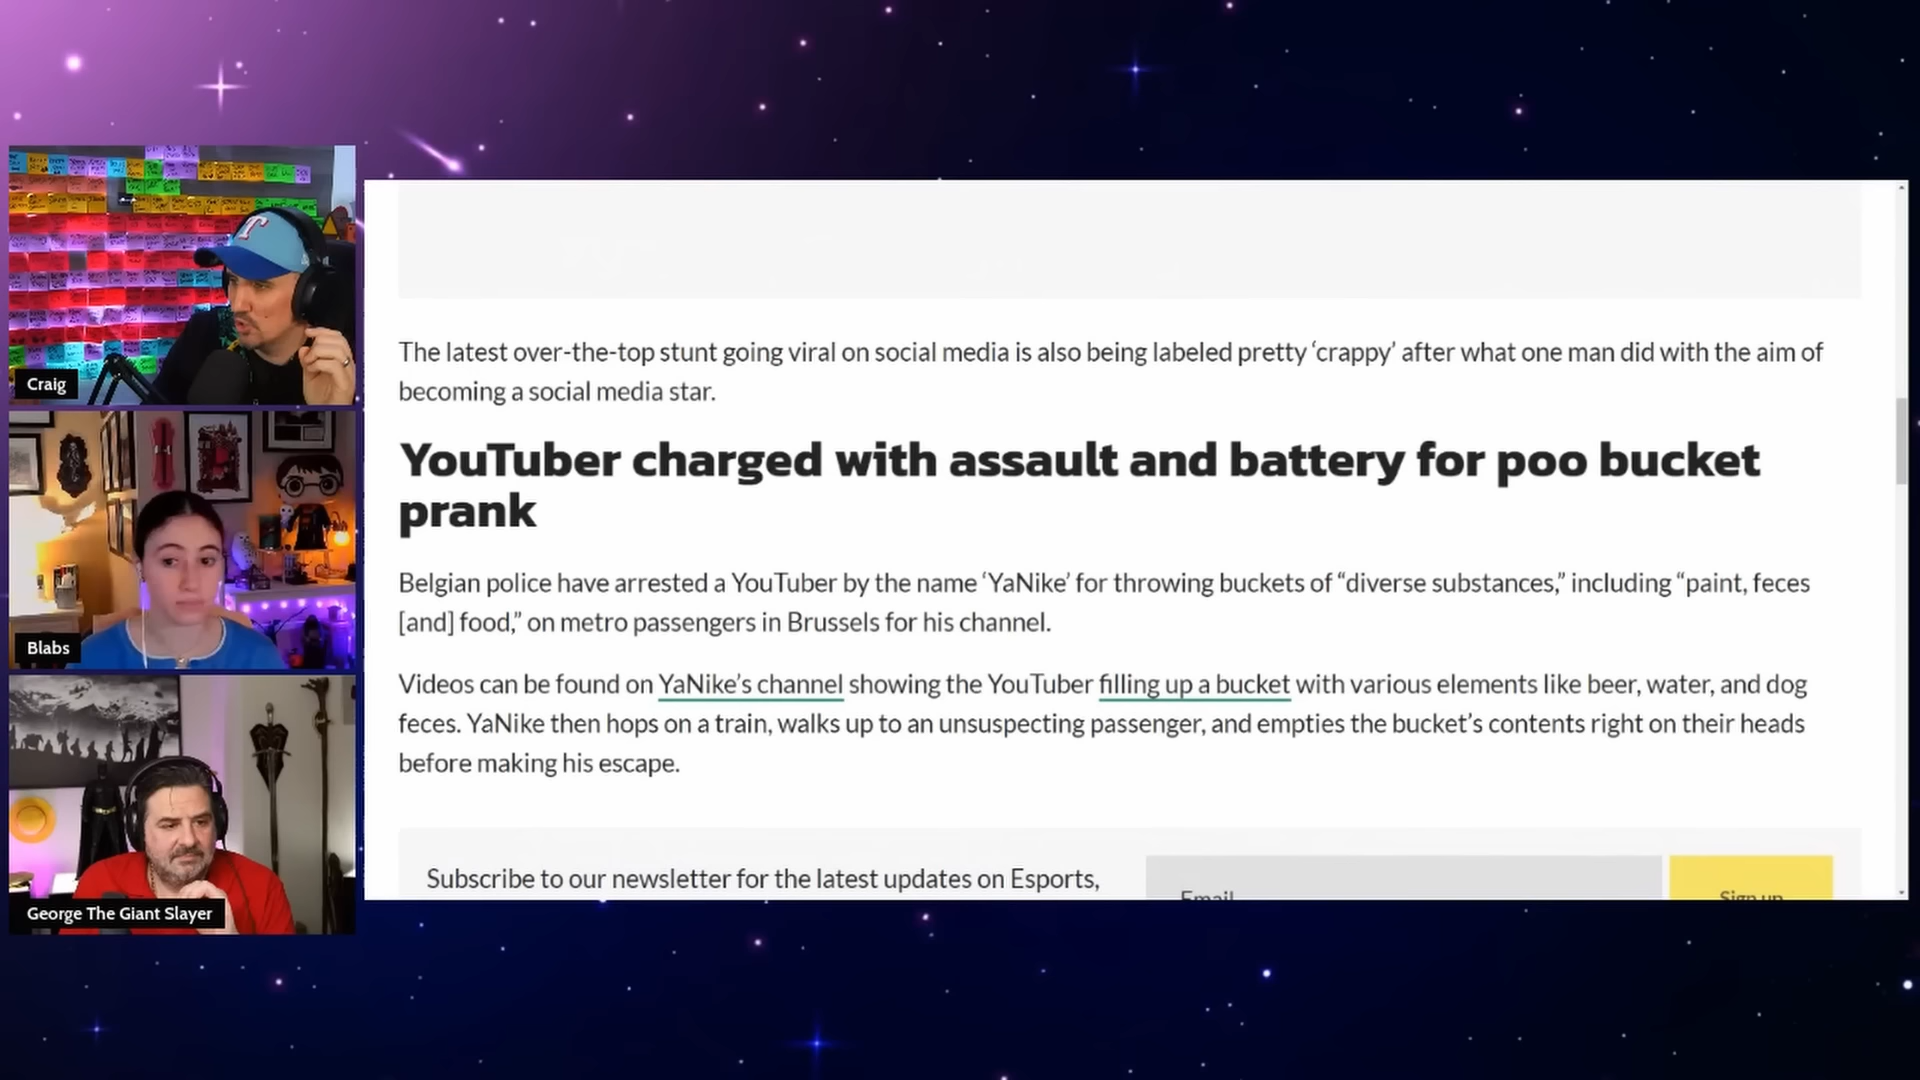 Craig
Blabs
George The Giant Slayer
The latest over-the-top stunt going viral on social media is also being labeled pretty ‘crappy’ after what one man did with the aim of
becoming a social media star.
YouTuber charged with assault and battery for poo bucket
prank
Belgian police have arrested a YouTuber by the name ‘YaNike’ for throwing buckets of “diverse substances,” including “paint, feces
[and] food,” on metro passengers in Brussels for his channel.
Videos can be found on YaNike’s channel showing the YouTuber filling up a bucket with various elements like beer, water, and dog
feces. YaNike then hops on a train, walks up to an unsuspecting passenger, and empties the bucket’s contents right on their heads
before making his escape.
Subscribe to our newsletter for the latest updates on Esports,
Email
Sign up